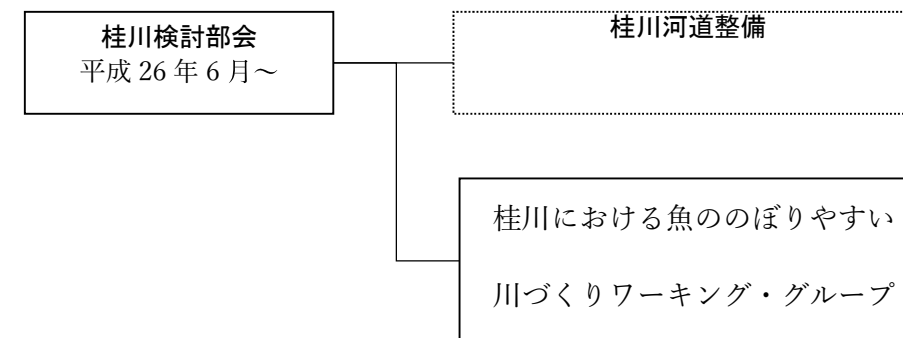 桂川検討部会
平成 26 年 6 月～
桂川河道整備
桂川における魚ののぼりやすい
川づくりワーキング・グループ